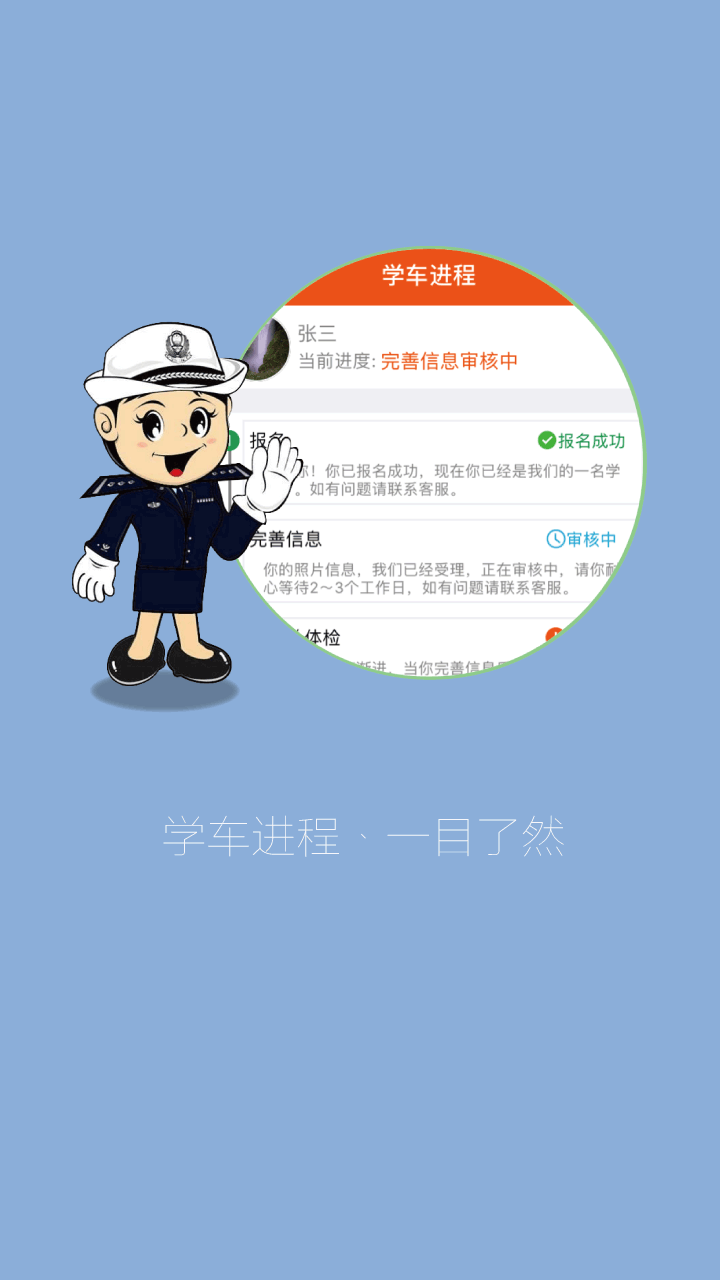 学车进程
张三
当前进度: 完善信息审核中
报名
报名成功
你！你已报名成功，现在你已经是我们的一名学
。如有问题请联系客服。
完善信息
审核中
你的照片信息，我们已经受理，正在审核中，请你耐
心等待2～3个工作日，如有问题请联系客服。
体检
渐进，当你完善信息
学车进程、一目了然